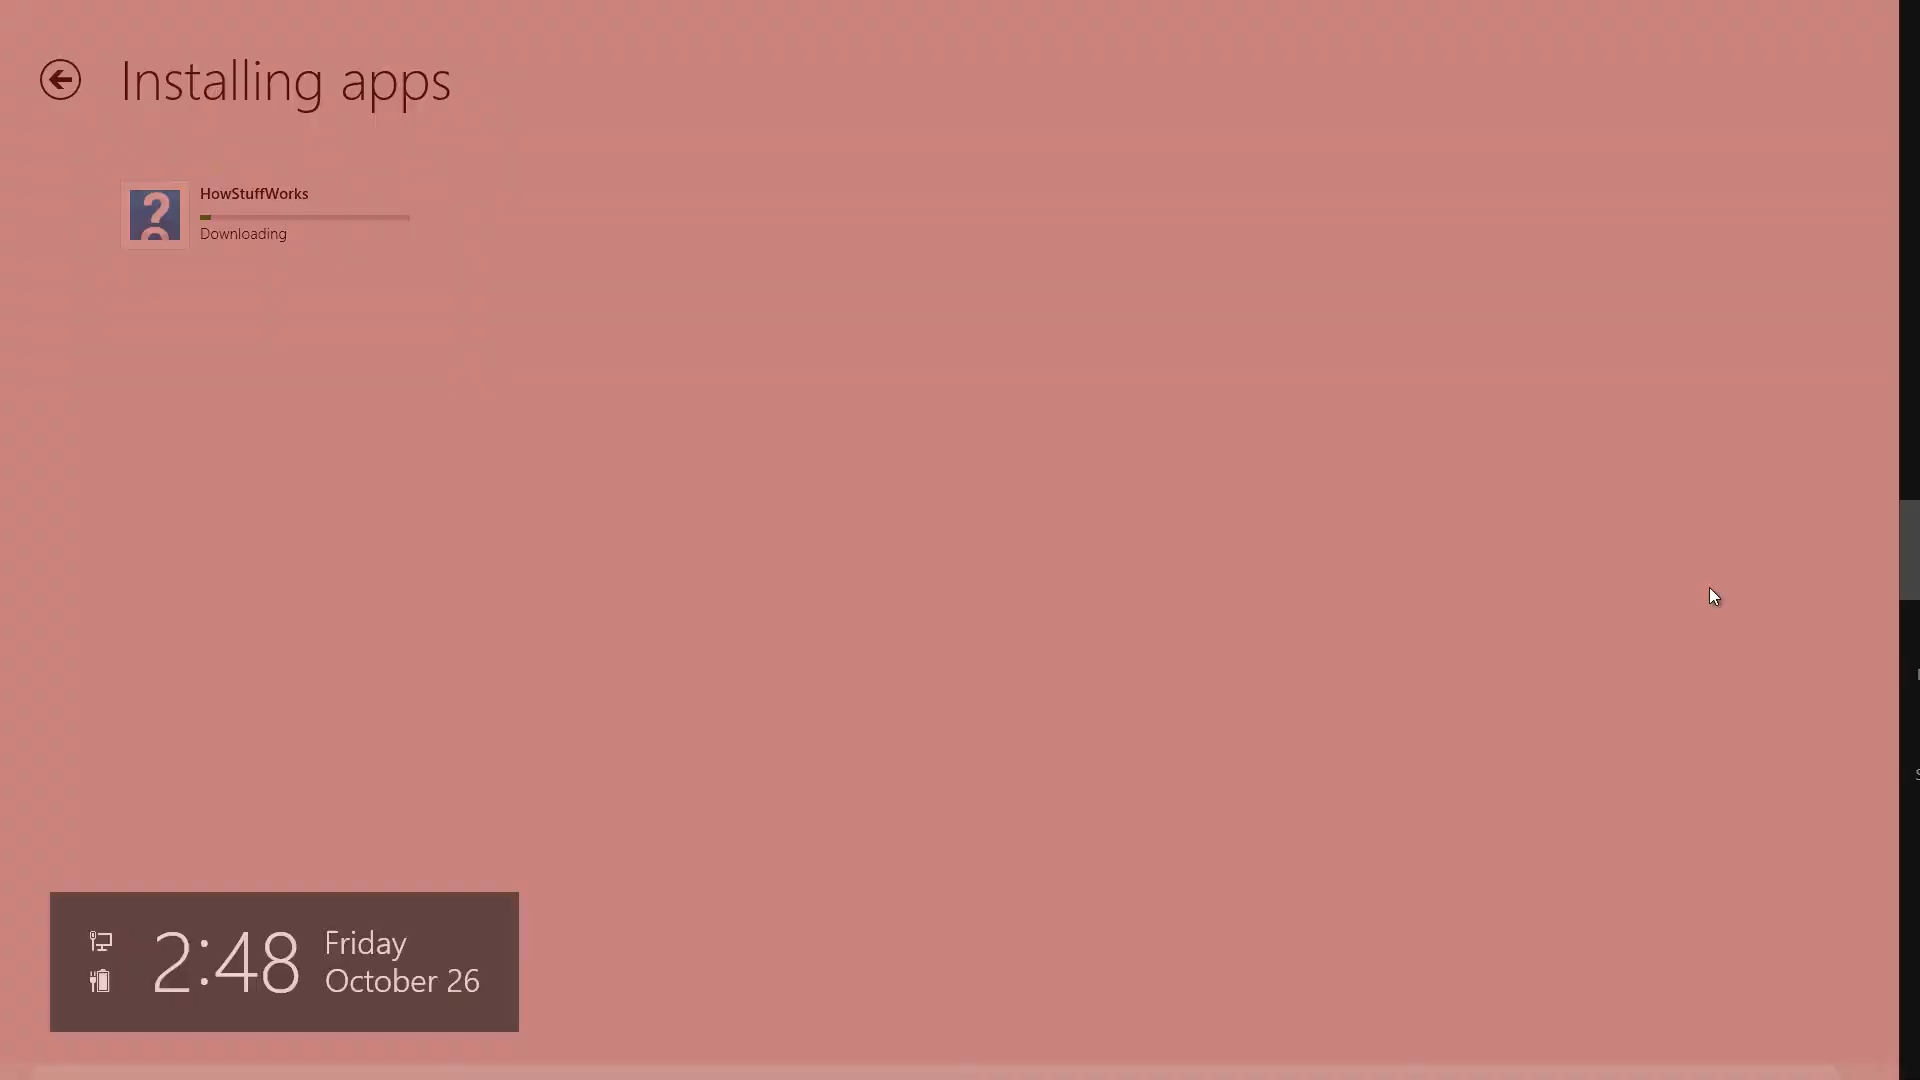 Installing apps
HowStuffWorks
Downloading
2:48
Friday
October 26